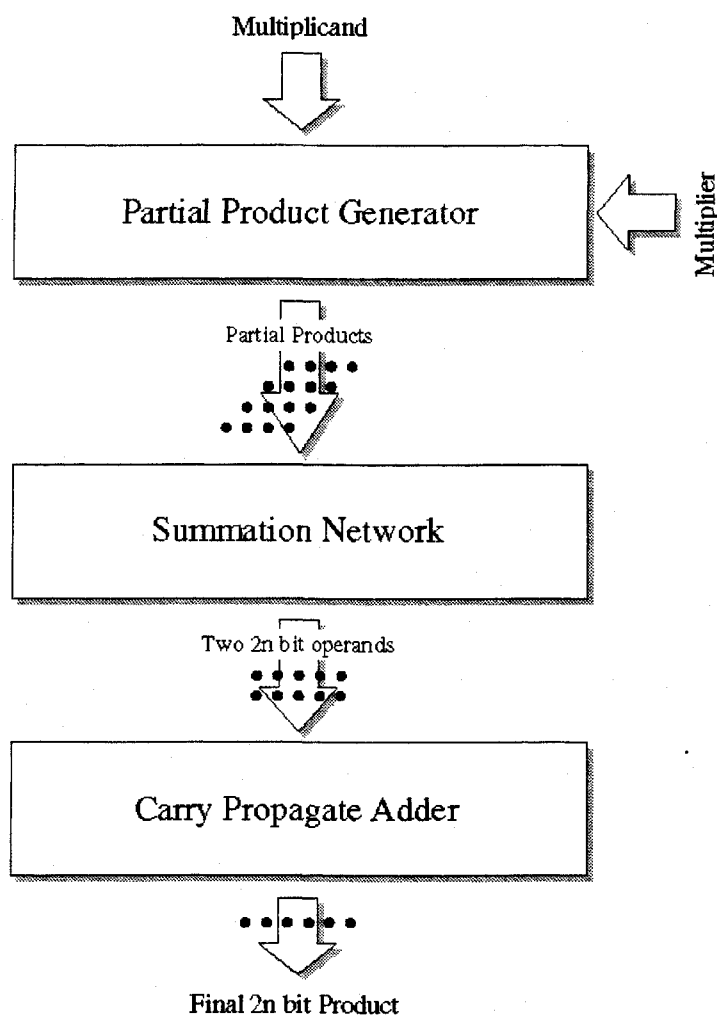 Multiplicand
Partial Product Generator
Multiplier
Partial Products
Summation Network
Two 2n bit operands
Carry Propagate Adder
Final 2n bit Product